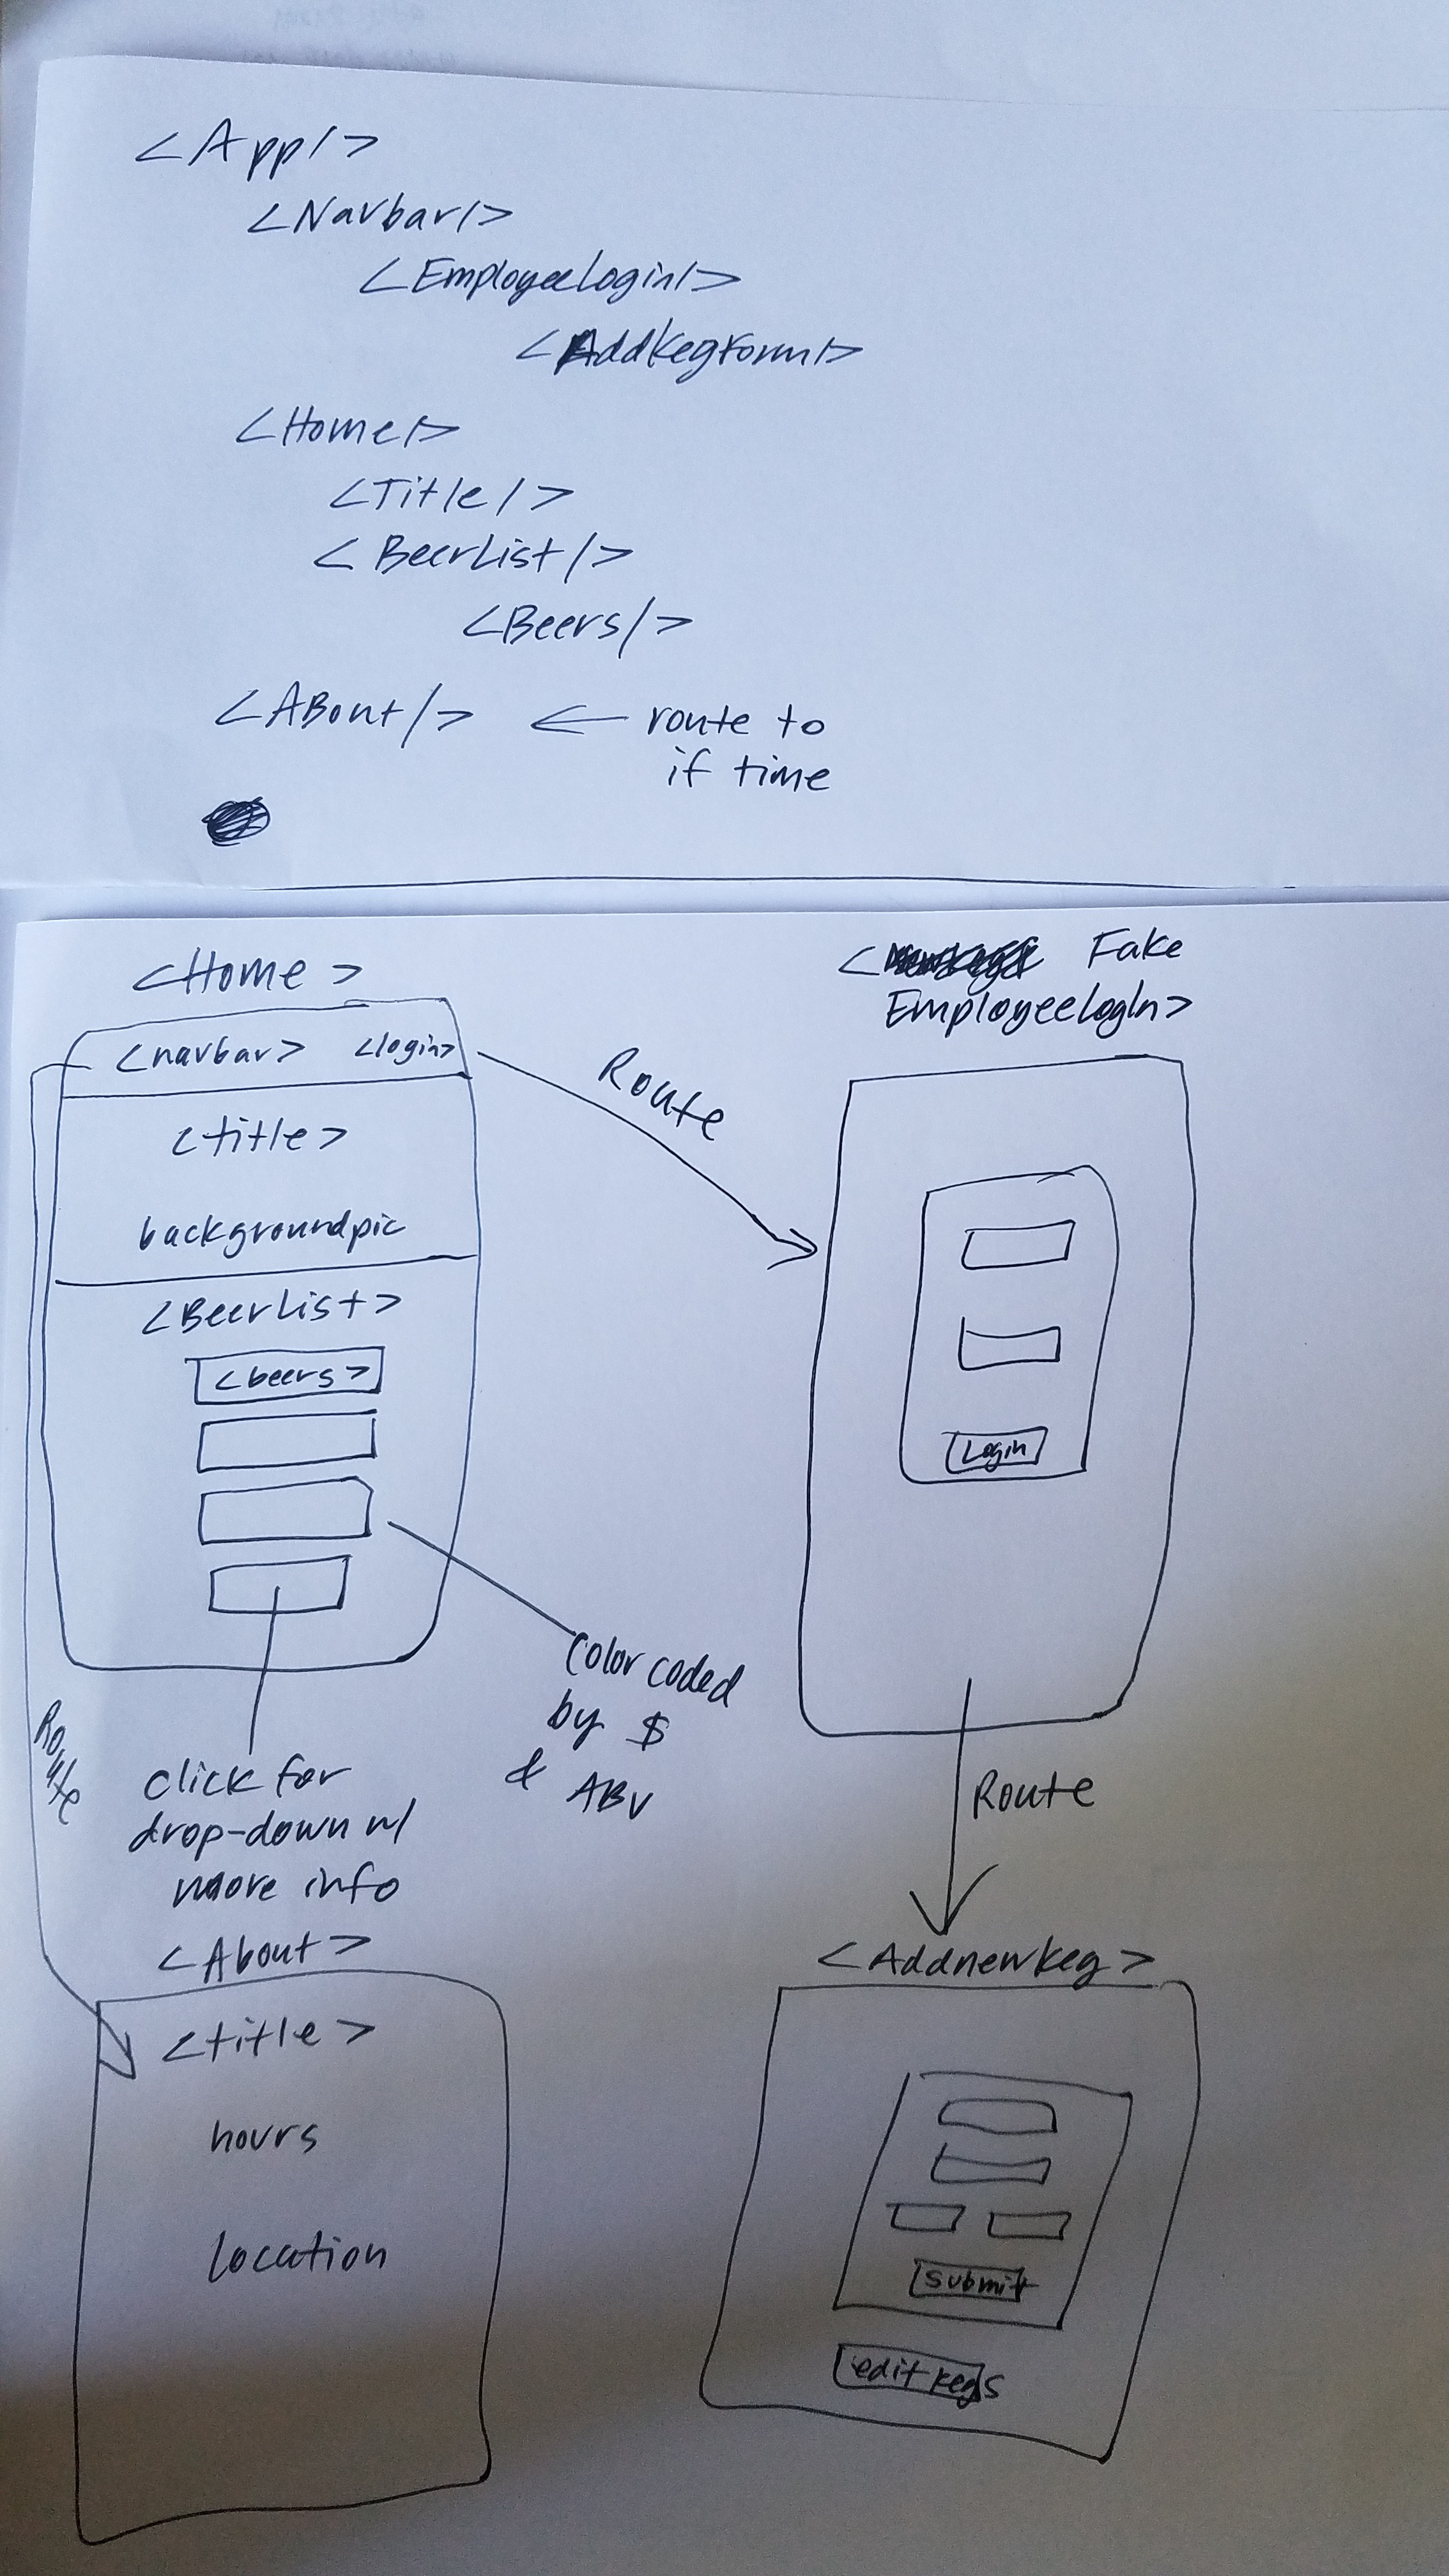 <App/>
<Navbar/>
<EmployeeLogin/>
<AddKegForm/>
<Home/>
<Title/>
<BeerList/>
<Beers/>
<ABout/> ← route to
if time
<Home>
<navbar> <login>
<title>
backgroundpic
<BeerList>
<beers>
Color coded
by $
& ABV
click for
drop-down w/
more info
Route
Route
< Fake
EmployeeLogIn>
Login
Route
<About>
<title>
hours
location
<Addnewkeg>
Submit
edit kegs